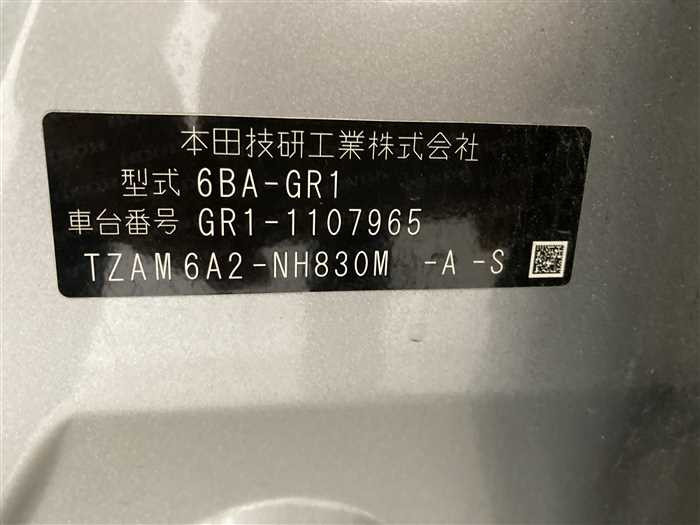 本田技研工業株式会社
型式 6BA-GR1
車台番号 GR1-1107965
TZAM6A2-NH830M -A-S